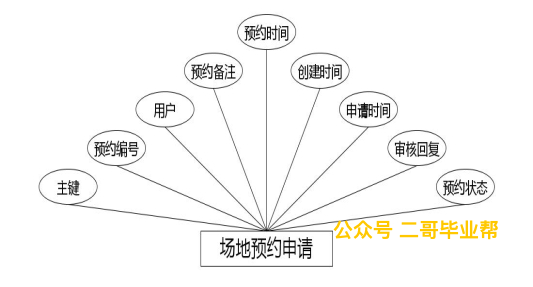 预约时间
预约备注
创建时间
用户
申请时间
预约编号
审核回复
主键
预约状态
公众号 二哥毕业帮
场地预约申请